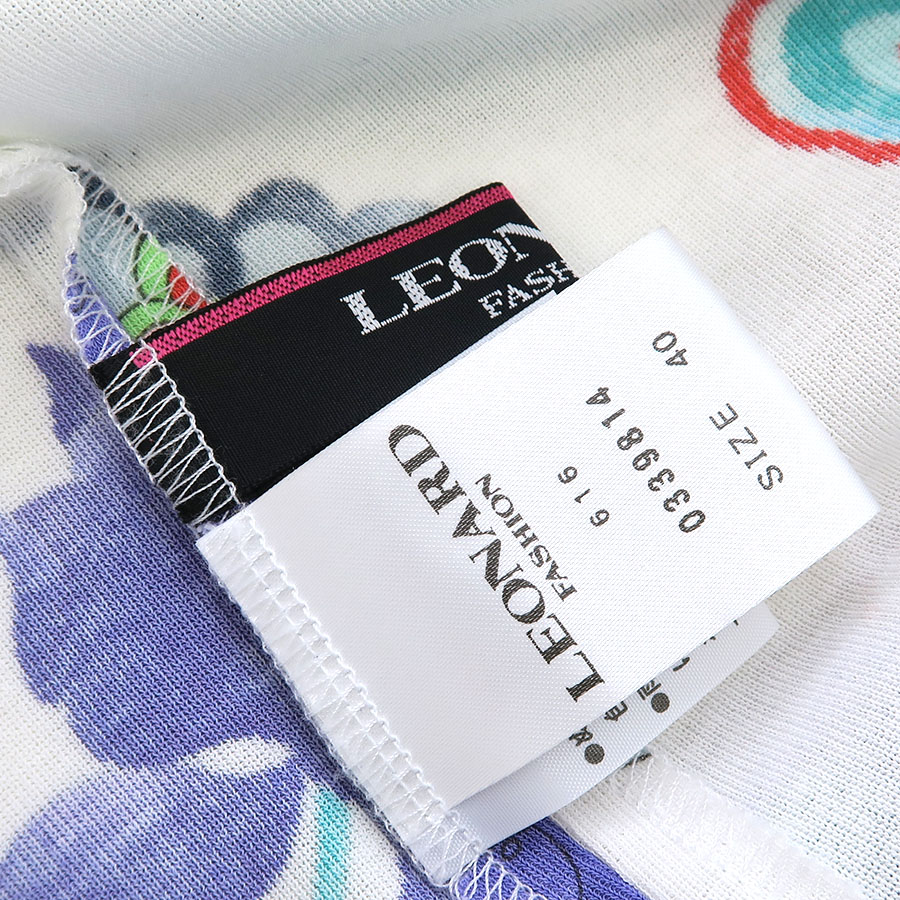 LEON
FASH
LEONARD
FASHION
616
0339814
SIZE 40